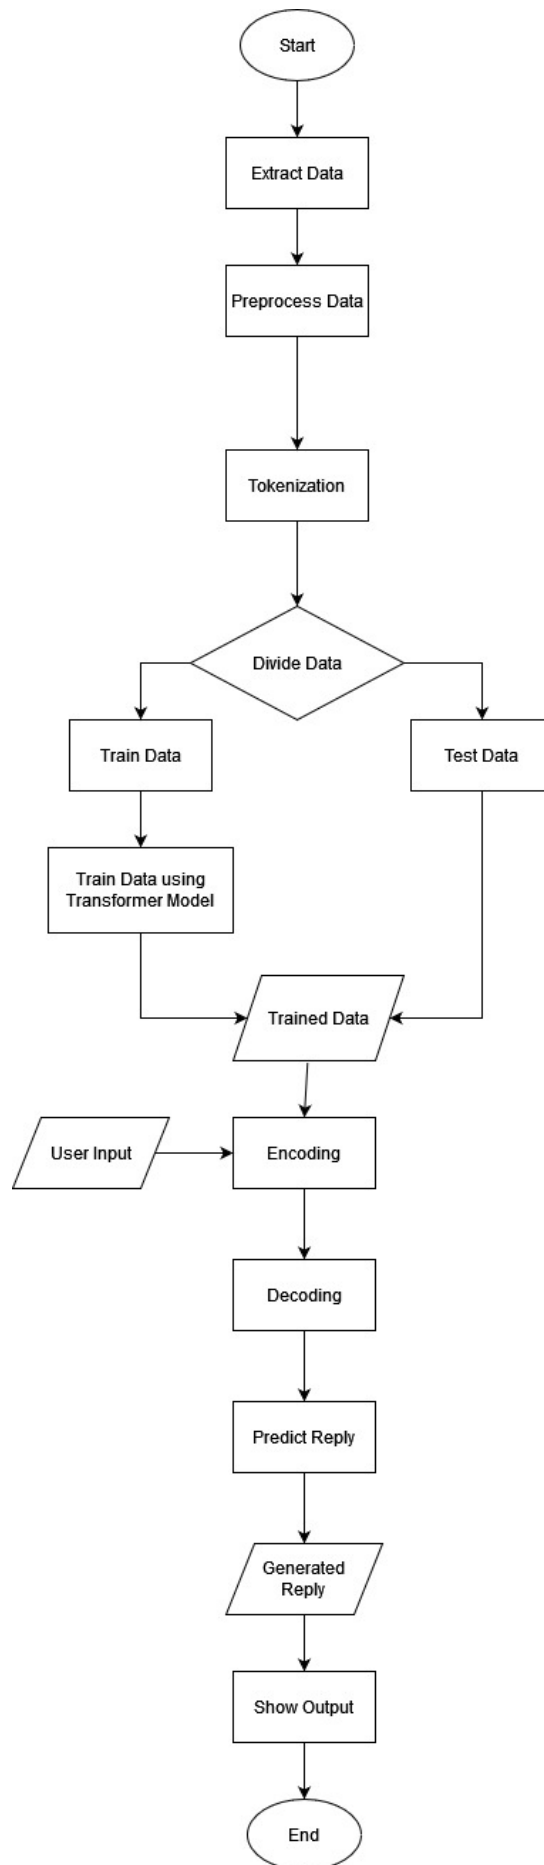 Start
Extract Data
Preprocess Data
Tokenization
Divide Data
Train Data
Test Data
Train Data using
Transformer Model
Trained Data
User Input
Encoding
Decoding
Predict Reply
Generated
Reply
Show Output
End